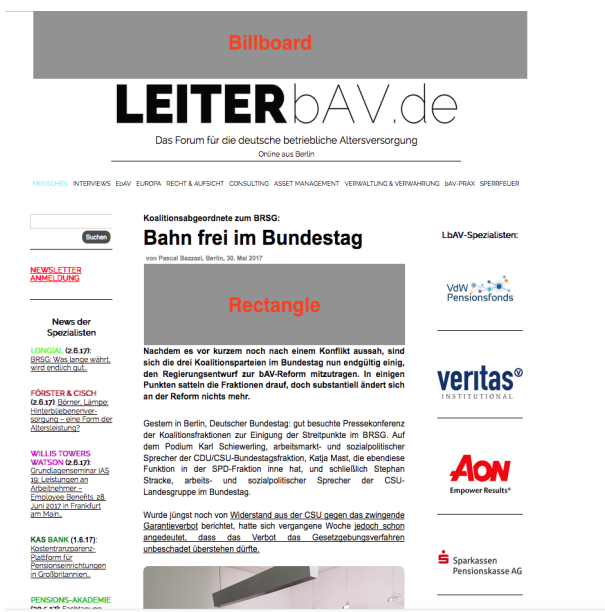 Billboard
LEITERbAV.de
Das Forum für die deutsche betriebliche Altersversorgung
Online aus Berlin
MENSCHEN INTERVIEWS EbAV EUROPA RECHT & AUFSICHT CONSULTING ASSET MANAGEMENT VERWALTUNG & VERWAHRUNG bAV-PRAX SPERRFEUER
Suchen
NEWSLETTER
ANMELDUNG
News der
Spezialisten
LONGIAL (2.6.17):
BRSG: Was lange währt,
wird endlich gut...
FÖRSTER & CISCH
(2.6.17): Börner, Lämpe:
Hinterbliebenenver-
sorgung – eine Form der
Altersleistung?
WILLIS TOWERS
WATSON (2.6.17):
Grundlagenseminar IAS
19: Leistungen an
Arbeitnehmer –
Employee Benefits, 28.
Juni 2017 in Frankfurt
am Main...
KAS BANK (1.6.17):
Kostentranzparenz-
Plattform für
Pensionseinrichtungen
in Großbritannien...
PENSIONS-AKADEMIE
(30.5.17): Fachtagung
Koalitionsabgeordnete zum BRSG:
Bahn frei im Bundestag
von Pascal Bazzazi, Berlin, 30. Mai 2017
Rectangle
Nachdem es vor kurzem noch nach einem Konflikt aussah, sind
sich die drei Koalitionsparteien im Bundestag nun endgültig einig,
den Regierungsentwurf zur bAV-Reform mitzutragen. In einigen
Punkten satteln die Fraktionen drauf, doch substantiell ändert sich
an der Reform nichts mehr.
Gestern in Berlin, Deutscher Bundestag: gut besuchte Pressekonferenz
der Koalitionsfraktionen zur Einigung der Streitpunkte im BRSG. Auf
dem Podium Karl Schiewerling, arbeitsmarkt- und sozialpolitischer
Sprecher der CDU/CSU-Bundestagsfraktion, Katja Mast, die ebendiese
Funktion in der SPD-Fraktion inne hat, und schließlich Stephan
Stracke, arbeits- und sozialpolitischer Sprecher der CSU-
Landesgruppe im Bundestag.
Wurde jüngst noch von Widerstand aus der CSU gegen das zwingende
Garantieverbot berichtet, hatte sich vergangene Woche jedoch schon
angedeutet, dass das Verbot das Gesetzgebungsverfahren
unbeschadet überstehen dürfte.
LbAV-Spezialisten:
VdW
Pensionsfonds
veritas®
INSTITUTIONAL
AON
Empower Results®
Sparkassen
Pensionskasse AG